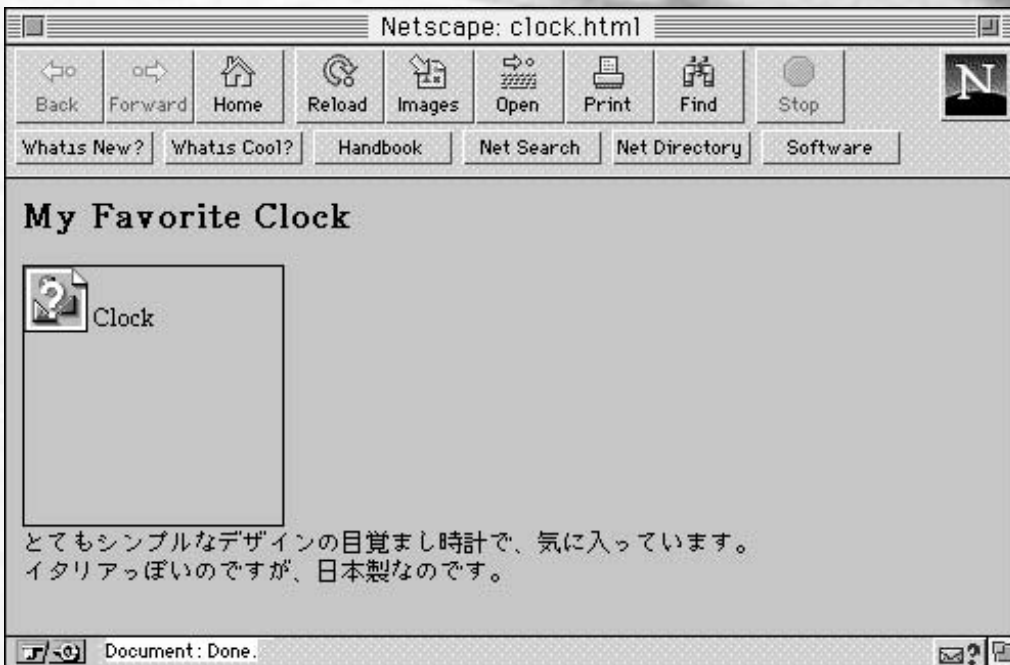 Netscape: clock.html
Back Forward Home Reload Images Open Print Find Stop
N
Whatıs New? Whatıs Cool? Handbook Net Search Net Directory Software
My Favorite Clock
Clock
とてもシンプルなデザインの目覚まし時計で、気に入っています。
イタリアっぽいのですが、日本製なのです。
Document: Done.